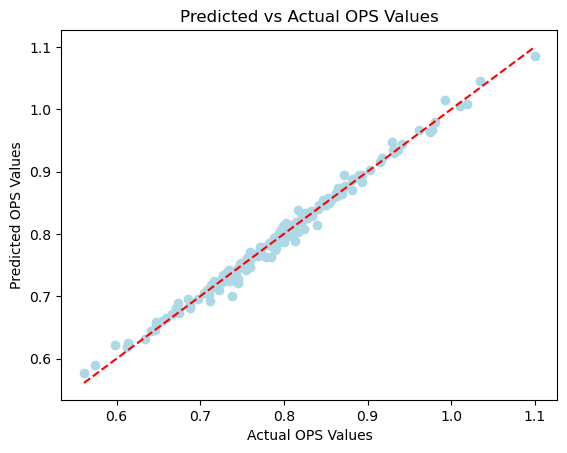 Predicted vs Actual OPS Values
1.1
1.0
0.9
0.8
0.7
0.6
Predicted OPS Values
0.6 0.7 0.8 0.9 1.0 1.1
Actual OPS Values